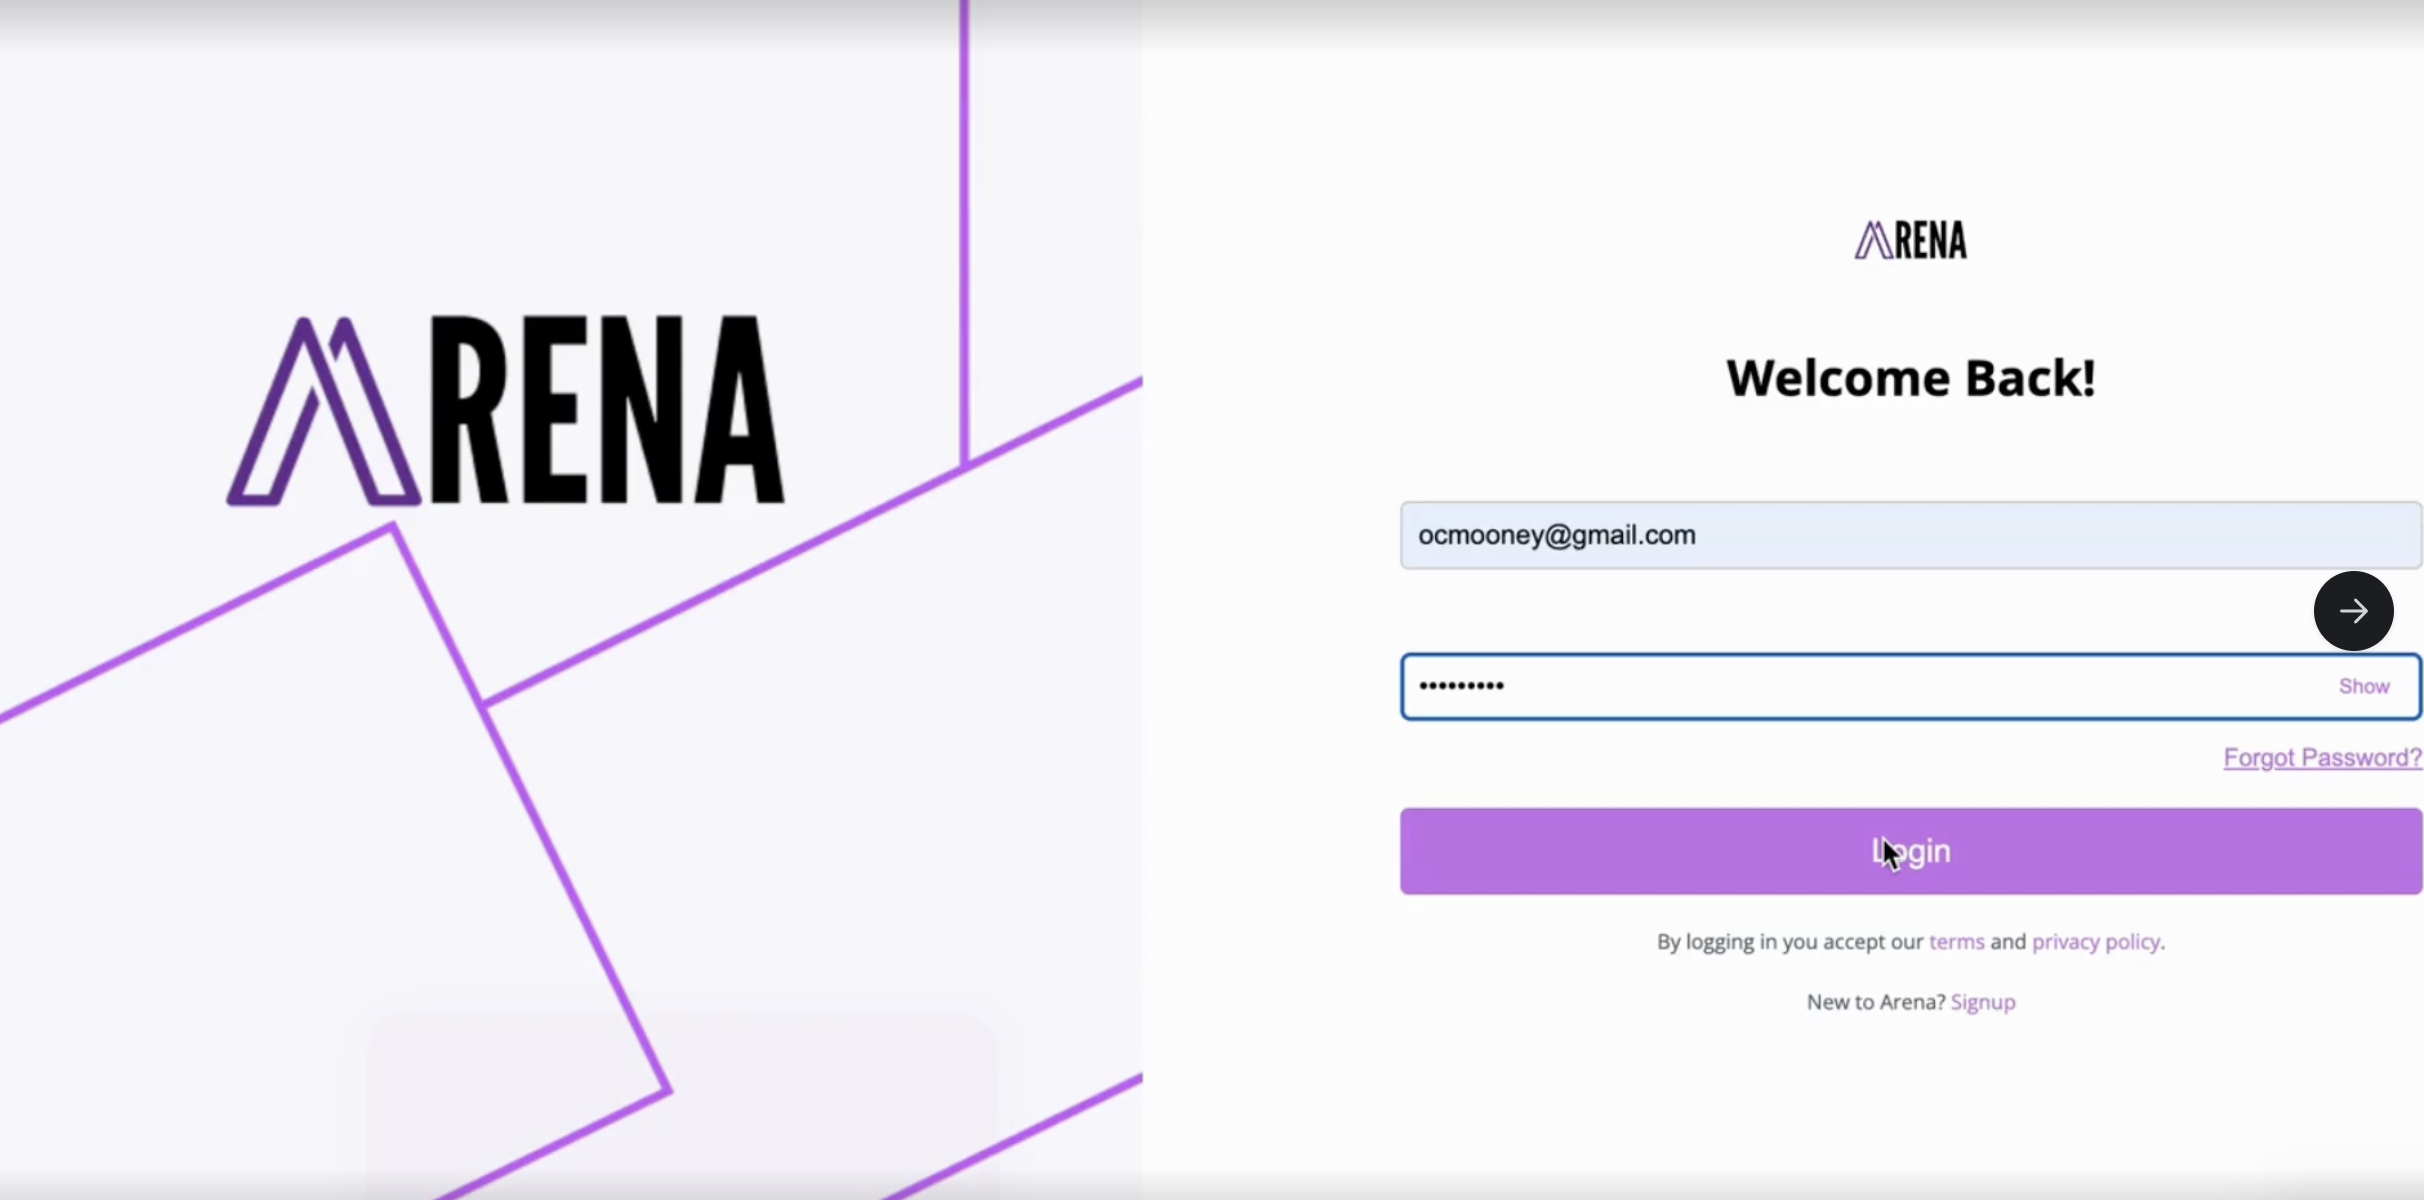 ARENA
ARENA
Welcome Back!
ocmooney@gmail.com
•••••••••
Show
Forgot Password?
Login
By logging in you accept our terms and privacy policy.
New to Arena? Signup